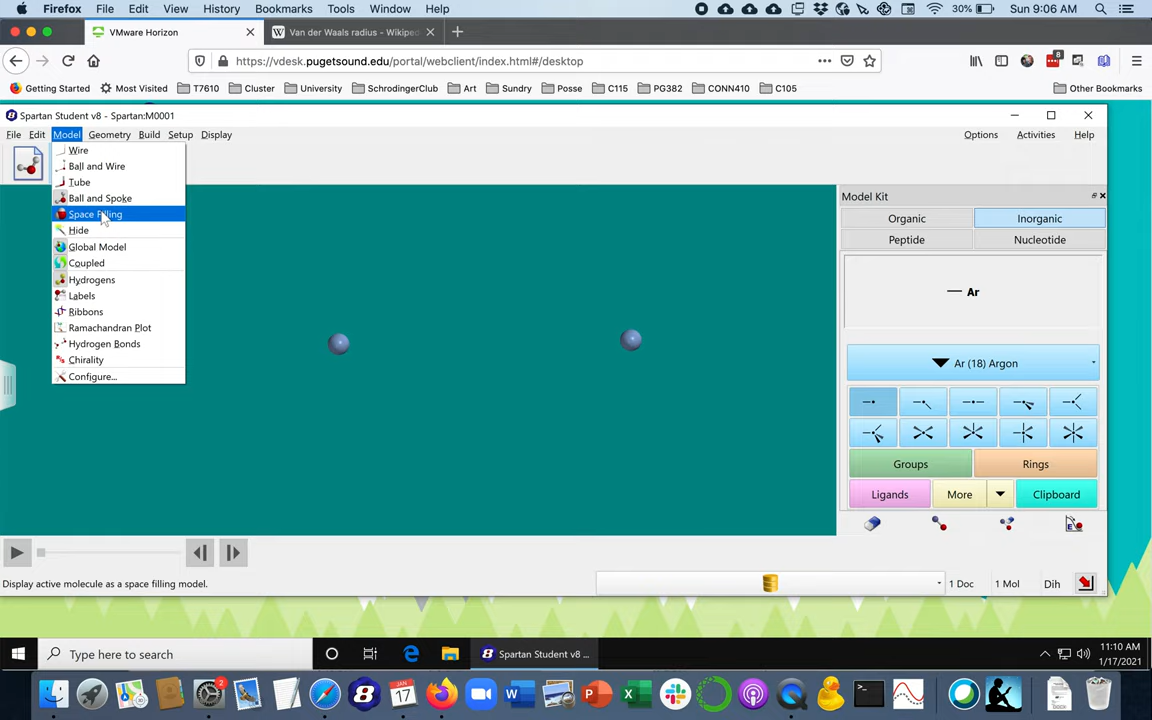 Firefox File Edit View History Bookmarks Tools Window Help 30% Sun 9:06 AM
VMware Horizon Van der Waals radius - Wikiped
https://vdesk.pugetsound.edu/portal/webclient/index.html#/desktop 8
Getting Started Most Visited T7610 Cluster University SchrodingerClub Art Sundry Posse C115 PG382 CONN410 C105 Other Bookmarks
Spartan Student v8 - Spartan:M0001
File Edit Model Geometry Build Setup Display Options Activities Help
Wire
Ball and Wire
Tube
Ball and Spoke
Space Filling
Hide
Global Model
Coupled
Hydrogens
Labels
Ribbons
Ramachandran Plot
Hydrogen Bonds
Chirality
Configure...
Model Kit
Organic Inorganic
Peptide Nucleotide
Ar
Ar (18) Argon
Groups Rings
Ligands More Clipboard
Display active molecule as a space filling model. 1 Doc 1 Mol Dih
Type here to search Spartan Student v8 ... 11:10 AM
1/17/2021
2 JAN 17